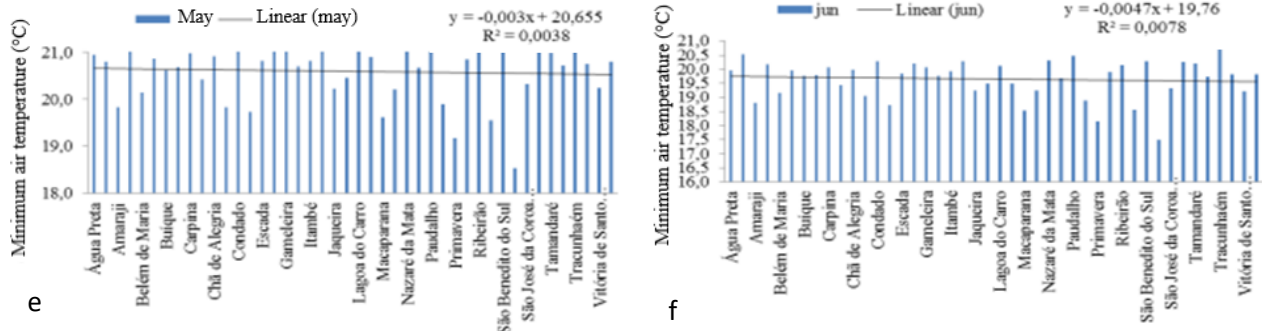 May Linear (may)
y = -0,003x + 20,655
R² = 0,0038
Minimum air temperature (°C)
21,0
20,0
19,0
18,0
Água Preta
Amaraji
Belém de Maria
Buique
Carpina
Chã de Alegria
Condado
Escada
Gameleira
Itambé
Jaqueira
Lagoa do Carro
Macaparana
Nazaré da Mata
Paudalho
Primavera
Ribeirão
São Benedito do Sul
São José da Coroa...
Tamandaré
Tracunhaém
Vitória de Santo...
e
jun Linear (jun)
y = -0,0047x + 19,76
R² = 0,0078
Minimum air temperature (°C)
21,0
20,5
20,0
19,5
19,0
18,5
18,0
17,5
17,0
16,5
16,0
Água Preta
Amaraji
Belém de Maria
Buique
Carpina
Chã de Alegria
Condado
Escada
Gameleira
Itambé
Jaqueira
Lagoa do Carro
Macaparana
Nazaré da Mata
Paudalho
Primavera
Ribeirão
São Benedito do Sul
São José da Coroa...
Tamandaré
Tracunhaém
Vitória de Santo...
f